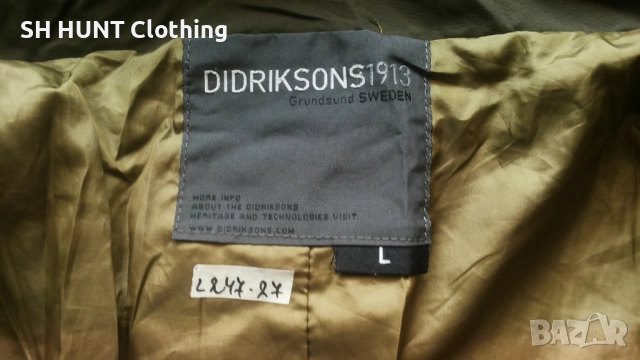 SH HUNT Clothing
DIDRIKSONS1913
Grundsund SWEDEN
MORE INFO
ABOUT THE DIDRIKSONS
HERITAGE AND TECHNOLOGIES VISIT
WWW.DIDRIKSONS.COM
L
L247-27
BAZAR